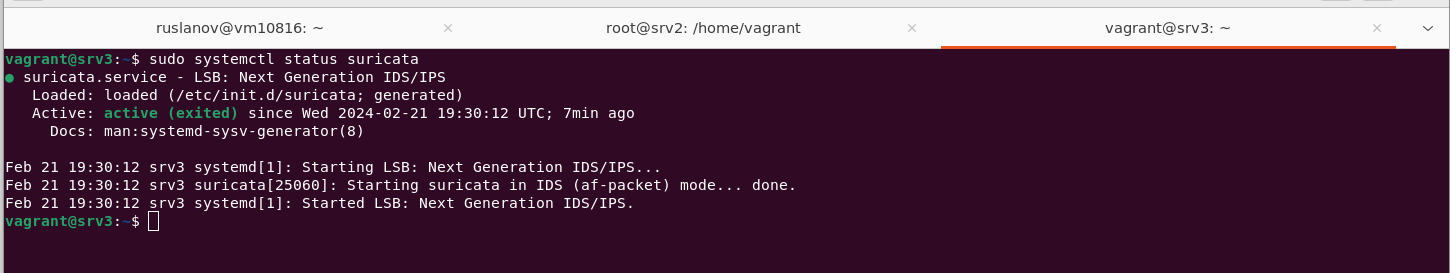 ruslanov@vm10816: ~ × root@srv2: /home/vagrant × vagrant@srv3: ~ ×
vagrant@srv3:~$ sudo systemctl status suricata
● suricata.service - LSB: Next Generation IDS/IPS
   Loaded: loaded (/etc/init.d/suricata; generated)
   Active: active (exited) since Wed 2024-02-21 19:30:12 UTC; 7min ago
     Docs: man:systemd-sysv-generator(8)
Feb 21 19:30:12 srv3 systemd[1]: Starting LSB: Next Generation IDS/IPS...
Feb 21 19:30:12 srv3 suricata[25060]: Starting suricata in IDS (af-packet) mode... done.
Feb 21 19:30:12 srv3 systemd[1]: Started LSB: Next Generation IDS/IPS.
vagrant@srv3:~$